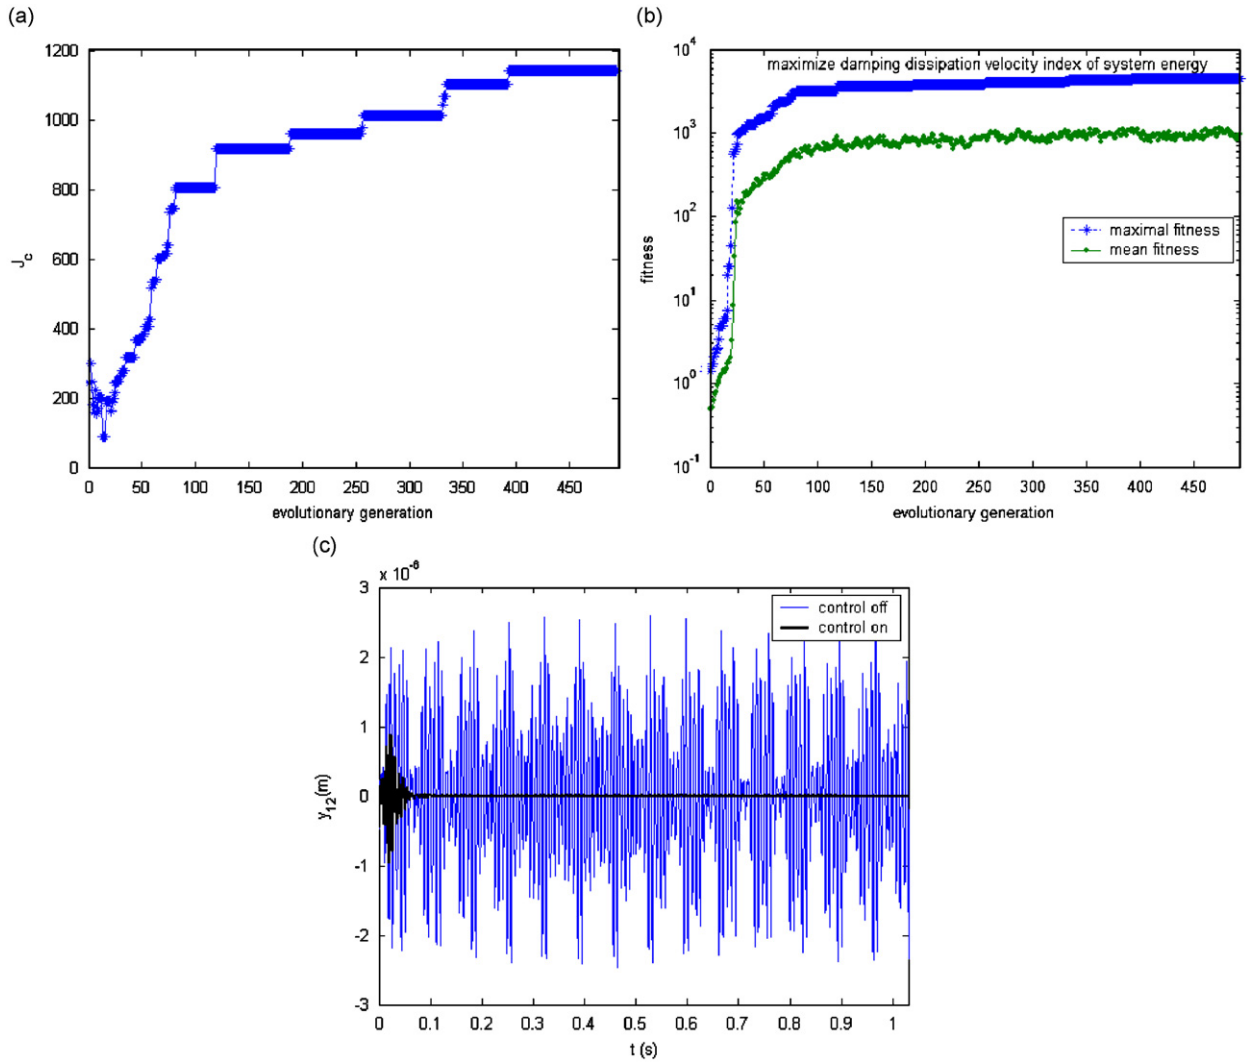 (a)
1200
1000
800
600
400
200
0
J_c
0 50 100 150 200 250 300 350 400 450
evolutionary generation
(b)
10^4
10^3
10^2
10^1
10^0
10^-1
fitness
maximize damping dissipation velocity index of system energy
maximal fitness
mean fitness
0 50 100 150 200 250 300 350 400 450
evolutionary generation
(c)
x 10^-6
3
2
1
0
-1
-2
-3
y_12(m)
control off
control on
0 0.1 0.2 0.3 0.4 0.5 0.6 0.7 0.8 0.9 1
t (s)